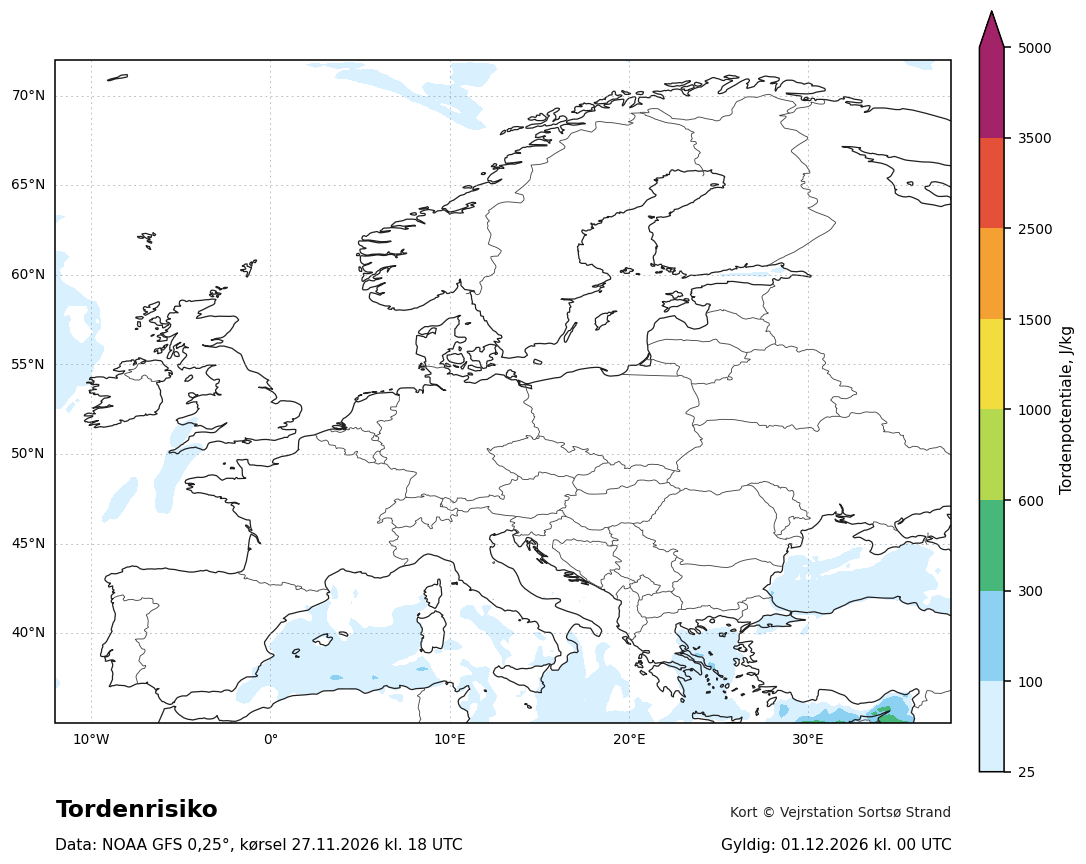 70°N
65°N
60°N
55°N
50°N
45°N
40°N
10°W
0°
10°E
20°E
30°E
5000
3500
2500
1500
1000
600
300
100
25
Tordenpotentiale, J/kg
Tordenrisiko
Kort © Vejrstation Sortsø Strand
Data: NOAA GFS 0,25°, kørsel 27.11.2026 kl. 18 UTC
Gyldig: 01.12.2026 kl. 00 UTC